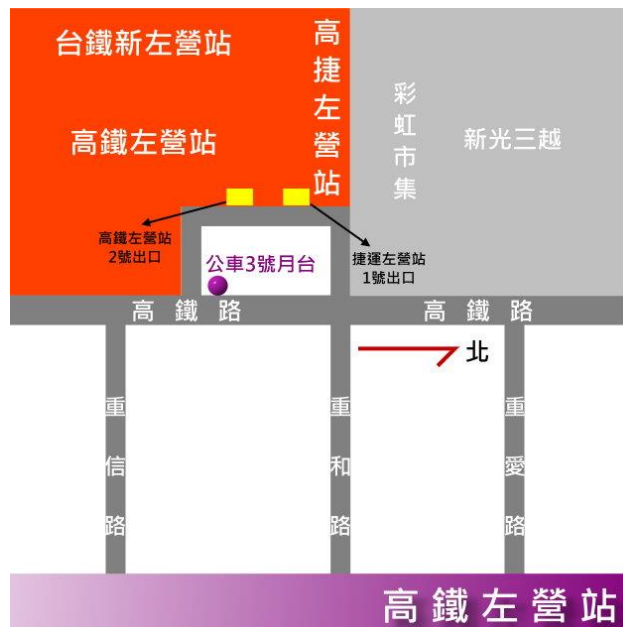 台鐵新左營站
高捷左營站
高鐵左營站
彩虹市集
新光三越
高鐵左營站
2號出口
公車3號月台
捷運左營站
1號出口
高鐵路
高鐵路
北
重信路
重和路
重愛路
高鐵左營站